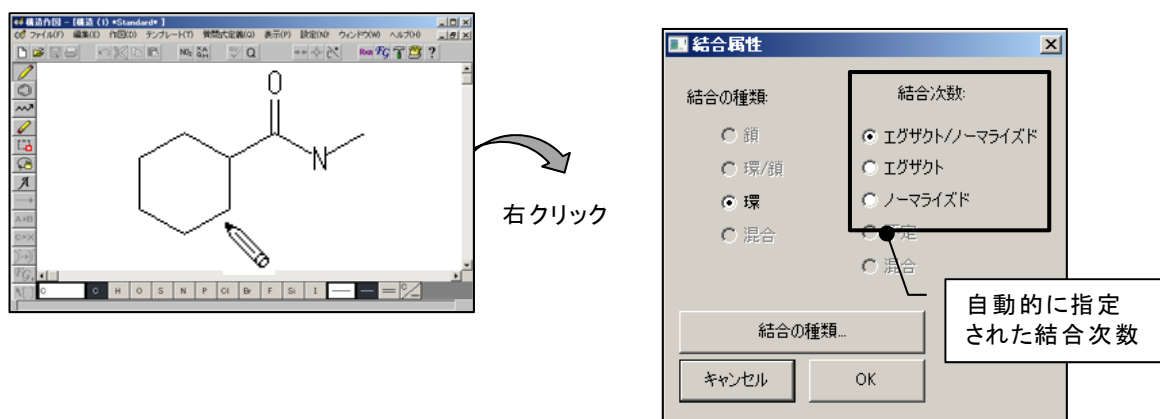 構造作図 - [構造 (1) *Standard* ]
ファイル(F) 編集(E) 作図(D) テンプレート(T) 質問式定義(Q) 表示(P) 設定(N) ウィンドウ(W) ヘルプ(H)
NO₂ Q Rxn FG T ?
O
N
A
A→B
FG
C C H O S N P Cl Br F Si I
右クリック
結合属性
結合の種類:
鎖
環/鎖
環
混合
結合次数:
エグザクト/ノーマライズド
エグザクト
ノーマライズド
混合
自動的に指定
された結合次数
結合の種類...
キャンセル OK